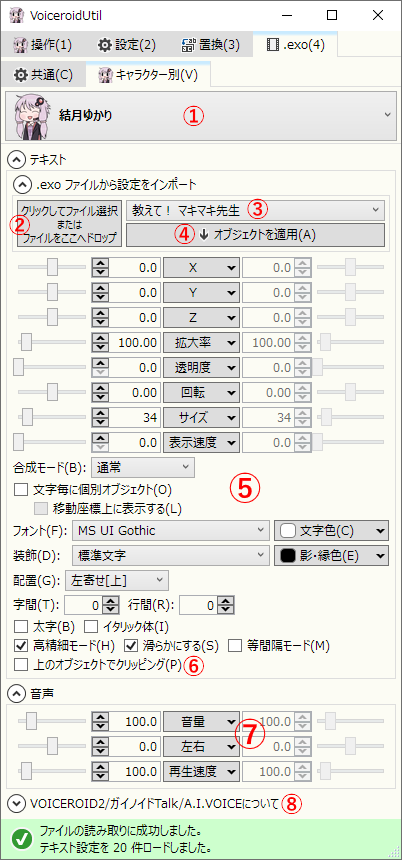 VoiceroidUtil
操作(1) 設定(2) 置換(3) .exo(4)
共通(C) キャラクター別(V)
結月ゆかり ①
テキスト
.exo ファイルから設定をインポート
② クリックしてファイル選択
または
ファイルをここへドロップ
教えて！ マキマキ先生 ③
④ オブジェクトを適用(A)
0.0 X 0.0
0.0 Y 0.0
0.0 Z 0.0
100.00 拡大率 100.00
0.0 透明度 0.0
0.00 回転 0.00
34 サイズ 34
0.0 表示速度 0.0
合成モード(B): 通常
⑤
文字毎に個別オブジェクト(O)
移動座標上に表示する(L)
フォント(F): MS UI Gothic 文字色(C)
装飾(D): 標準文字 影・縁色(E)
配置(G): 左寄せ[上]
字間(T): 0 行間(R): 0
太字(B) イタリック体(I)
高精細モード(H) 滑らかにする(S) 等間隔モード(M)
上のオブジェクトでクリッピング(P) ⑥
音声
100.0 音量 100.0
⑦
0.0 左右 0.0
100.0 再生速度 100.0
VOICEROID2/ガイノイドTalk/A.I.VOICEについて ⑧
ファイルの読み取りに成功しました。
テキスト設定を 20 件ロードしました。